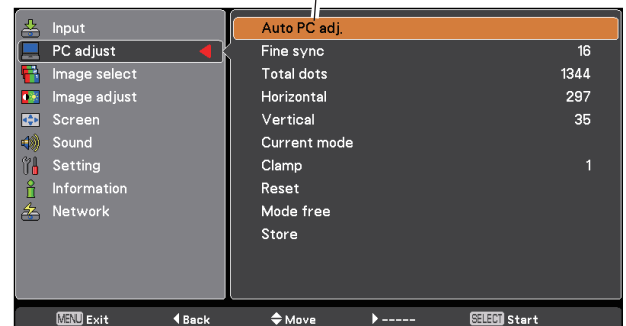 Input
PC adjust
Image select
Image adjust
Screen
Sound
Setting
Information
Network
Auto PC adj.
Fine sync 16
Total dots 1344
Horizontal 297
Vertical 35
Current mode
Clamp 1
Reset
Mode free
Store
MENU Exit Back Move ----- SELECT Start